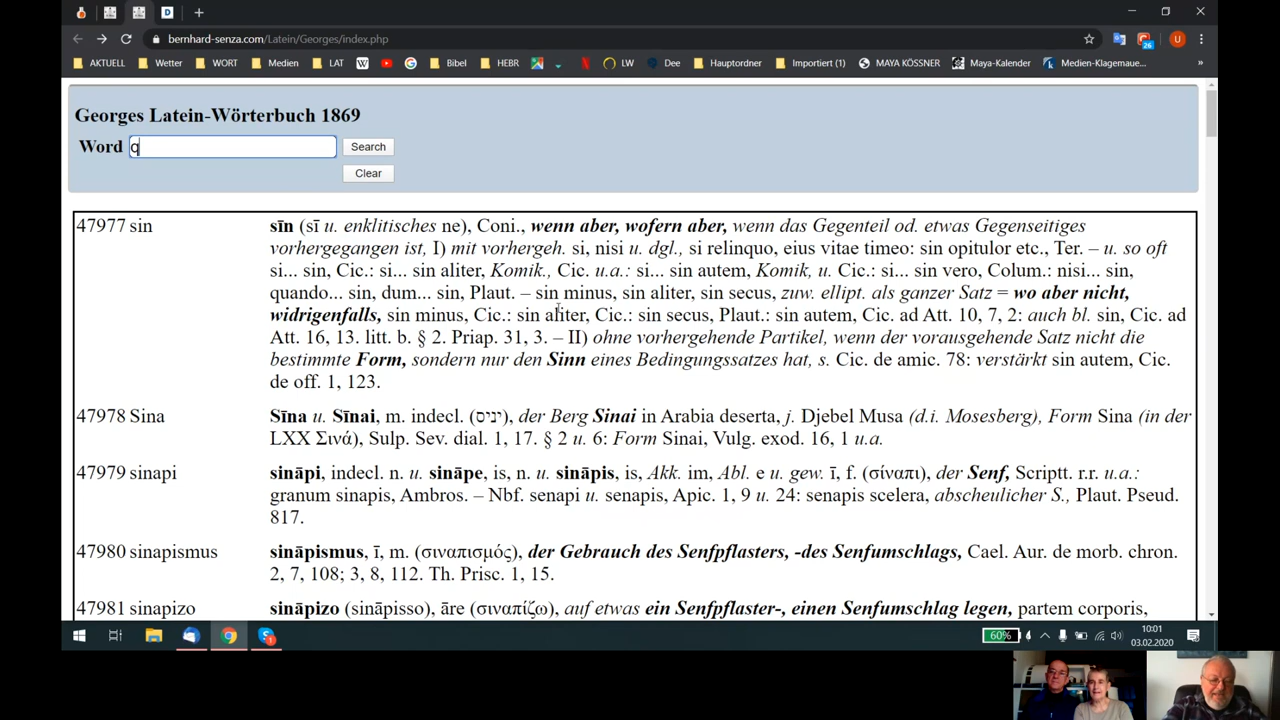 bernhard-senza.com/Latein/Georges/index.php
26
U
AKTUELL Wetter WORT Medien LAT W G Bibel HEBR LW Dee Hauptordner Importiert (1) MAYA KÖSSNER Maya-Kalender Medien-Klagemaue... »
Georges Latein-Wörterbuch 1869
Word q Search
Clear
47977 sin sīn (sī u. enklitisches ne), Coni., wenn aber, wofern aber, wenn das Gegenteil od. etwas Gegenseitiges
vorhergegangen ist, I) mit vorhergeh. si, nisi u. dgl., si relinquo, eius vitae timeo: sin opitulor etc., Ter. – u. so oft
si... sin, Cic.: si... sin aliter, Komik., Cic. u.a.: si... sin autem, Komik, u. Cic.: si... sin vero, Colum.: nisi... sin,
quando... sin, dum... sin, Plaut. – sin minus, sin aliter, sin secus, zuw. ellipt. als ganzer Satz = wo aber nicht,
widrigenfalls, sin minus, Cic.: sin aliter, Cic.: sin secus, Plaut.: sin autem, Cic. ad Att. 10, 7, 2: auch bl. sin, Cic. ad
Att. 16, 13. litt. b. § 2. Priap. 31, 3. – II) ohne vorhergehende Partikel, wenn der vorausgehende Satz nicht die
bestimmte Form, sondern nur den Sinn eines Bedingungssatzes hat, s. Cic. de amic. 78: verstärkt sin autem, Cic.
de off. 1, 123.
47978 Sina Sīna u. Sīnai, m. indecl. (יניס), der Berg Sinai in Arabia deserta, j. Djebel Musa (d.i. Mosesberg), Form Sina (in der
LXX Σινά), Sulp. Sev. dial. 1, 17. § 2 u. 6: Form Sinai, Vulg. exod. 16, 1 u.a.
47979 sinapi sināpi, indecl. n. u. sināpe, is, n. u. sināpis, is, Akk. im, Abl. e u. gew. ī, f. (σίναπι), der Senf, Scriptt. r.r. u.a.:
granum sinapis, Ambros. – Nbf. senapi u. senapis, Apic. 1, 9 u. 24: senapis scelera, abscheulicher S., Plaut. Pseud.
817.
47980 sinapismus sināpismus, ī, m. (σιναπισμός), der Gebrauch des Senfpflasters, -des Senfumschlags, Cael. Aur. de morb. chron.
2, 7, 108; 3, 8, 112. Th. Prisc. 1, 15.
47981 sinapizo sināpizo (sināpisso), āre (σιναπίζω), auf etwas ein Senfpflaster-, einen Senfumschlag legen, partem corporis,
60% 10:01
03.02.2020